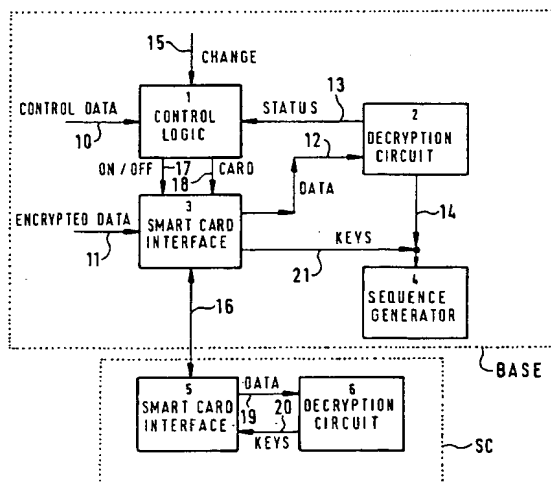 15
CHANGE
1
CONTROL
LOGIC
CONTROL DATA
10
STATUS
13
2
DECRYPTION
CIRCUIT
12
ON/OFF
17
18
CARD
DATA
14
3
SMART CARD
INTERFACE
ENCRYPTED DATA
11
KEYS
21
4
SEQUENCE
GENERATOR
16
BASE
5
SMART CARD
INTERFACE
DATA
19
20
KEYS
6
DECRYPTION
CIRCUIT
SC